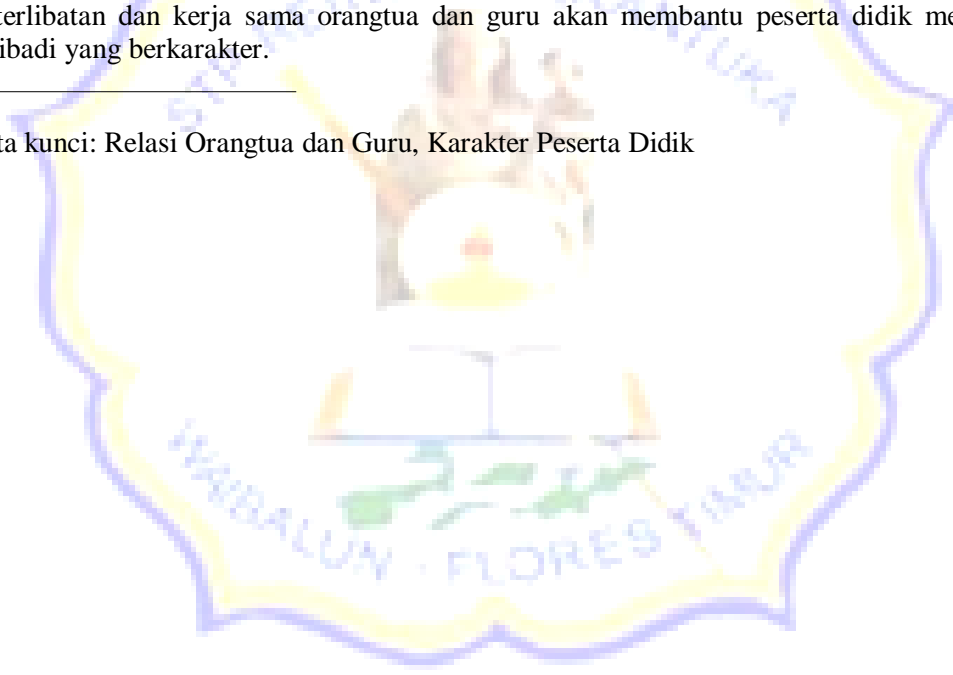 terlibatan dan kerja sama orangtua dan guru akan membantu peserta didik me
ibadi yang berkarakter.
ta kunci: Relasi Orangtua dan Guru, Karakter Peserta Didik
WAIBALUN - FLORES TIMUR